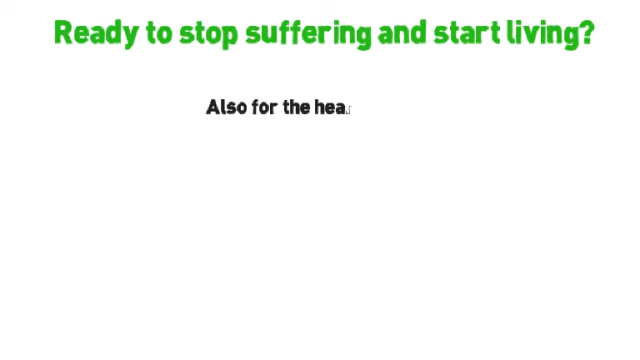 Ready to stop suffering and start living?
Also for the hea